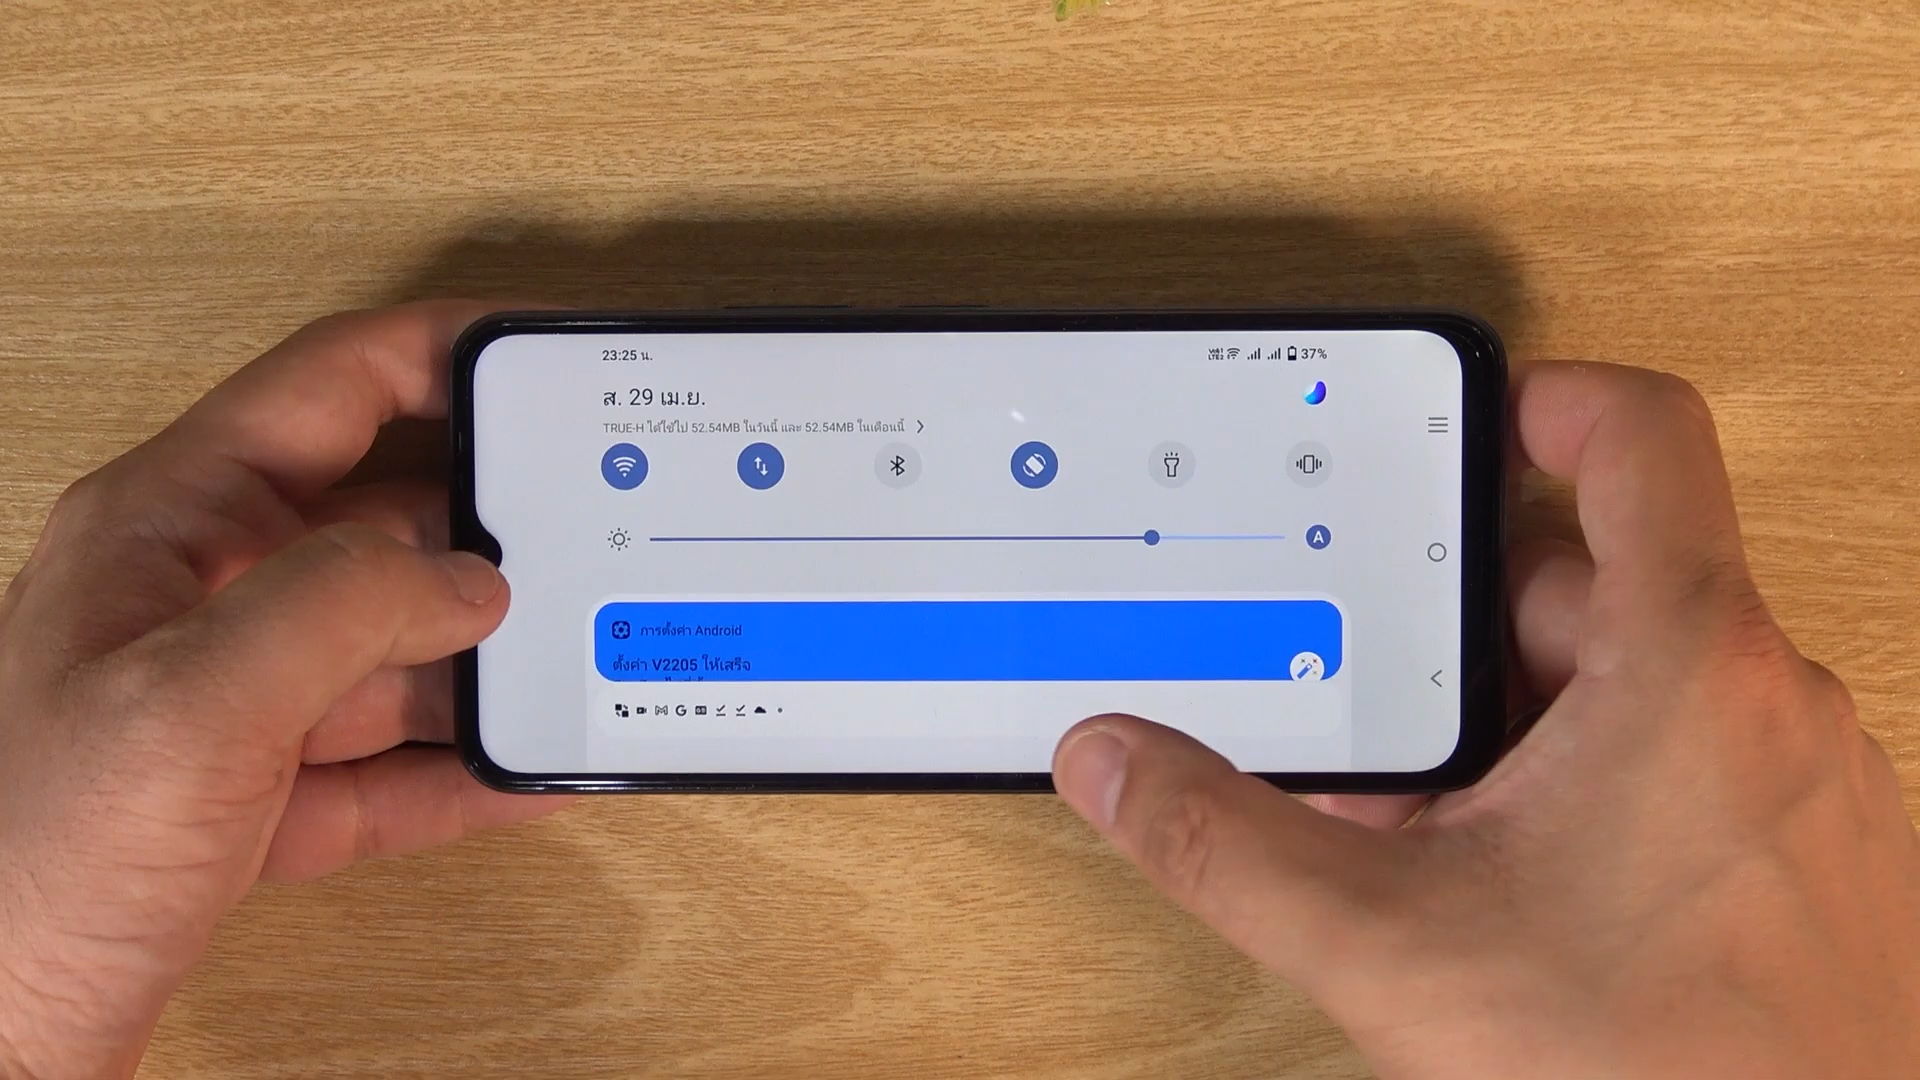 23:25 น.
37%
ส. 29 เม.ย.
TRUE-H ได้ใช้ไป 52.54MB ในวันนี้ และ 52.54MB ในเดือนนี้
A
การตั้งค่า Android
ตั้งค่า V2205 ให้เสร็จ